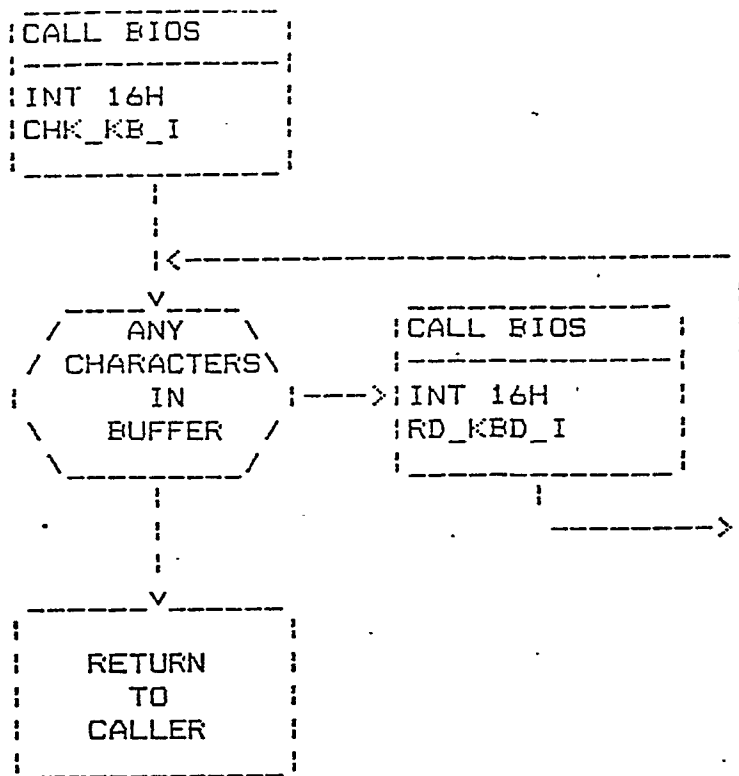 CALL BIOS
INT 16H
CHK_KB_I
ANY
CHARACTERS
IN
BUFFER
CALL BIOS
INT 16H
RD_KBD_I
RETURN
TO
CALLER